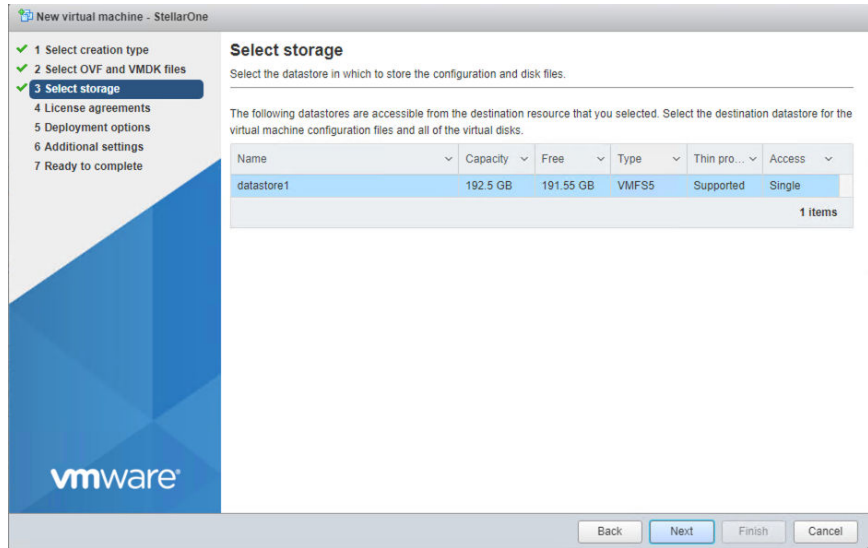 New virtual machine - StellarOne
1 Select creation type
2 Select OVF and VMDK files
3 Select storage
4 License agreements
5 Deployment options
6 Additional settings
7 Ready to complete
vmware®
Select storage
Select the datastore in which to store the configuration and disk files.
The following datastores are accessible from the destination resource that you selected. Select the destination datastore for the
virtual machine configuration files and all of the virtual disks.
Name Capacity Free Type Thin pro... Access
datastore1 192.5 GB 191.55 GB VMFS5 Supported Single
1 items
Back Next Finish Cancel